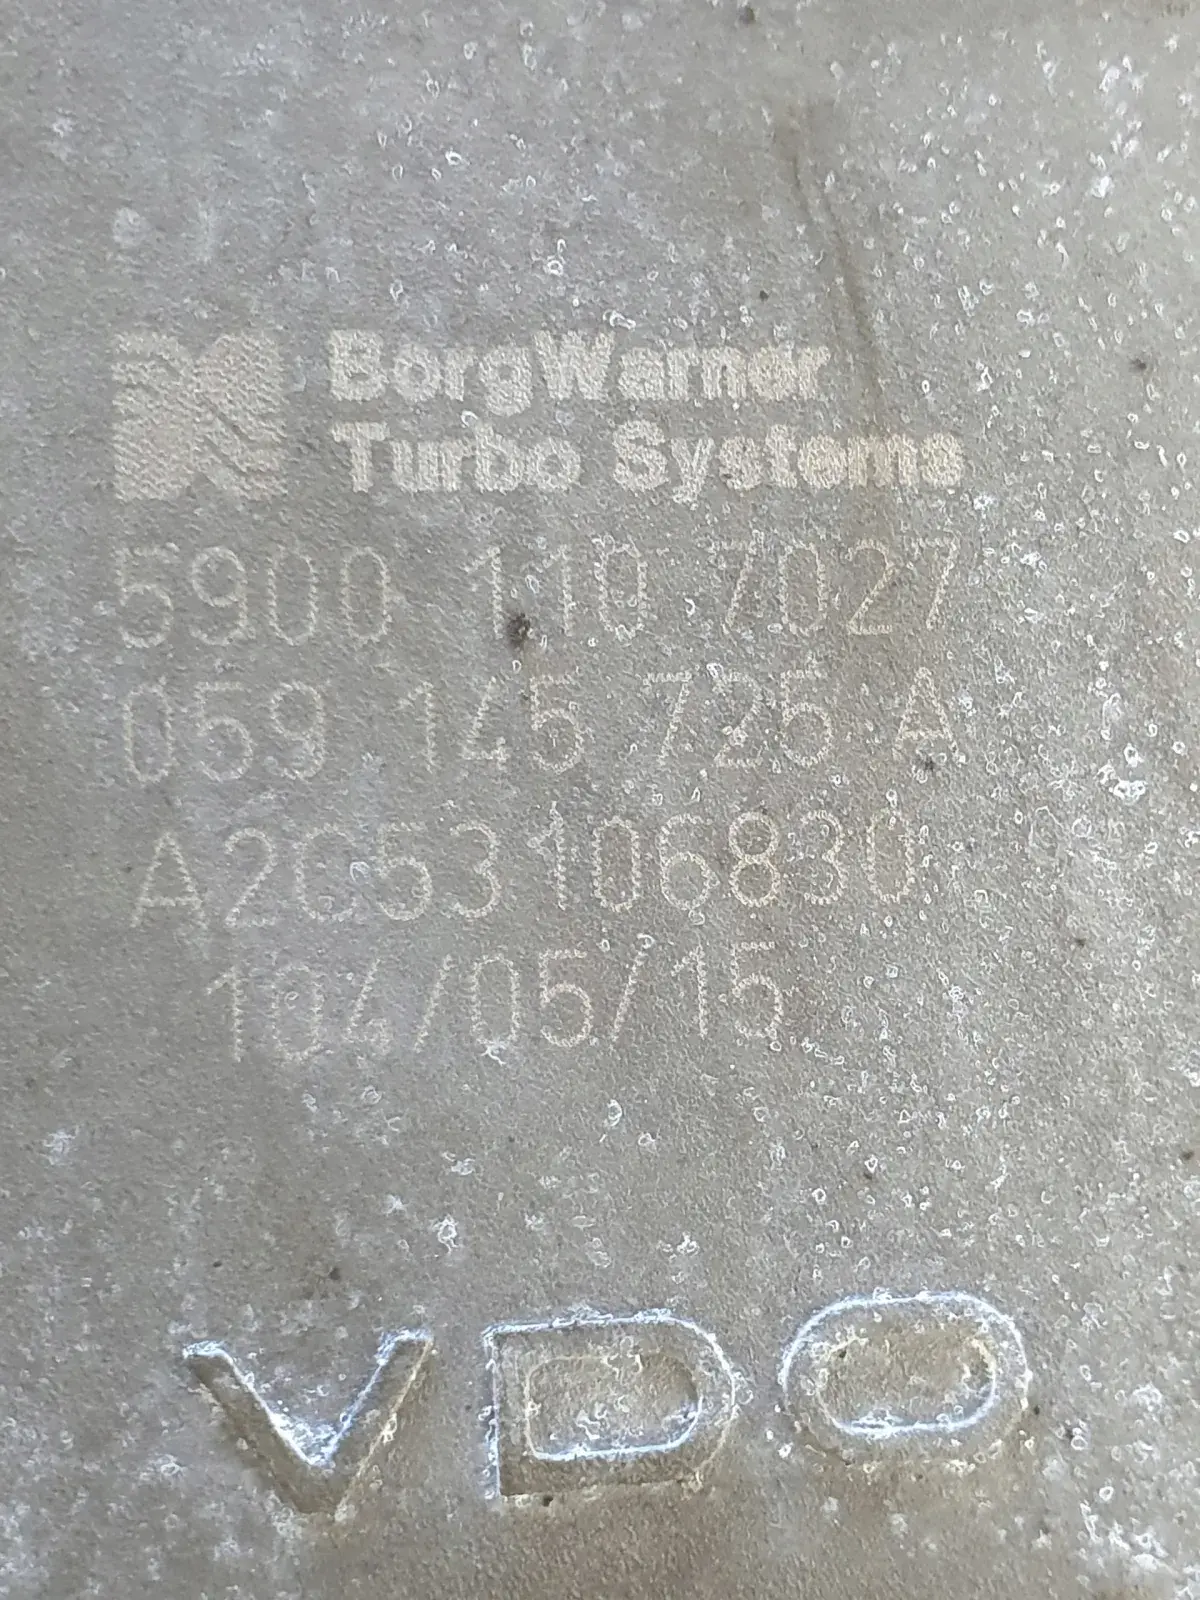 BorgWarner
Turbo Systems
5900 110 7027
059 145 725 A
A2C53106830
104/05/15
VDO